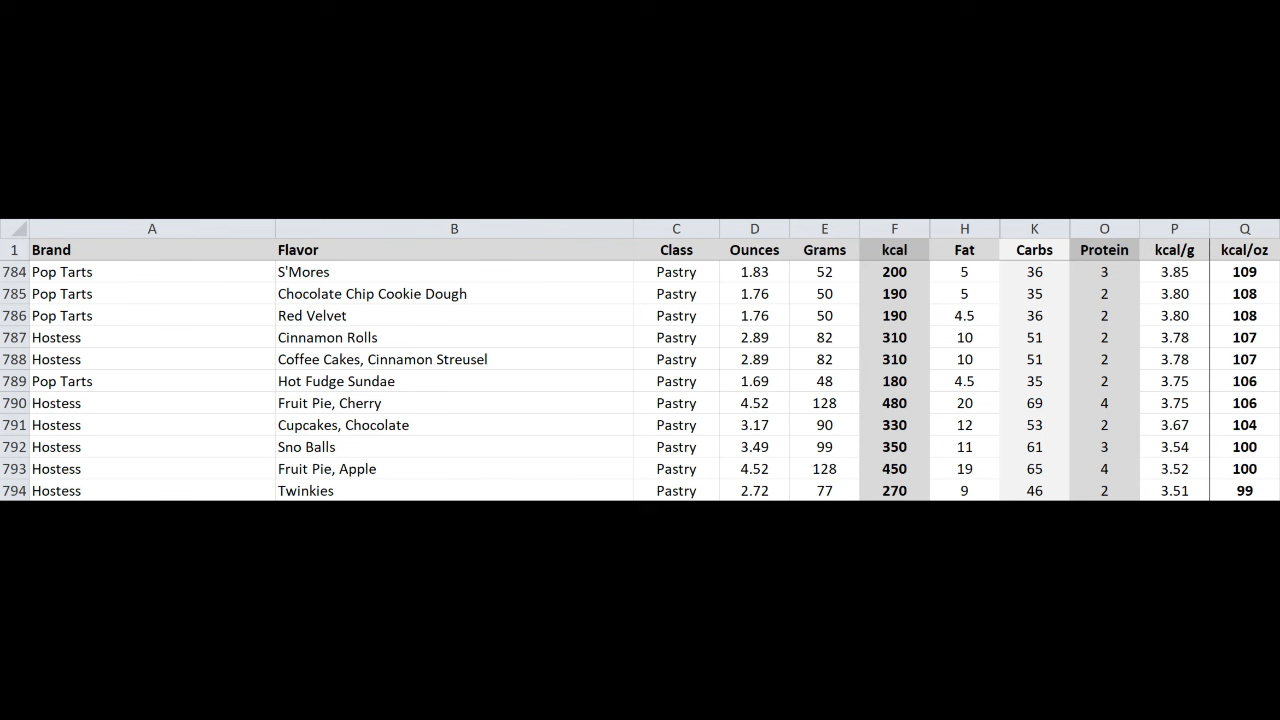 A B C D E F H K O P Q
1 Brand Flavor Class Ounces Grams kcal Fat Carbs Protein kcal/g kcal/oz
784 Pop Tarts S'Mores Pastry 1.83 52 200 5 36 3 3.85 109
785 Pop Tarts Chocolate Chip Cookie Dough Pastry 1.76 50 190 5 35 2 3.80 108
786 Pop Tarts Red Velvet Pastry 1.76 50 190 4.5 36 2 3.80 108
787 Hostess Cinnamon Rolls Pastry 2.89 82 310 10 51 2 3.78 107
788 Hostess Coffee Cakes, Cinnamon Streusel Pastry 2.89 82 310 10 51 2 3.78 107
789 Pop Tarts Hot Fudge Sundae Pastry 1.69 48 180 4.5 35 2 3.75 106
790 Hostess Fruit Pie, Cherry Pastry 4.52 128 480 20 69 4 3.75 106
791 Hostess Cupcakes, Chocolate Pastry 3.17 90 330 12 53 2 3.67 104
792 Hostess Sno Balls Pastry 3.49 99 350 11 61 3 3.54 100
793 Hostess Fruit Pie, Apple Pastry 4.52 128 450 19 65 4 3.52 100
794 Hostess Twinkies Pastry 2.72 77 270 9 46 2 3.51 99